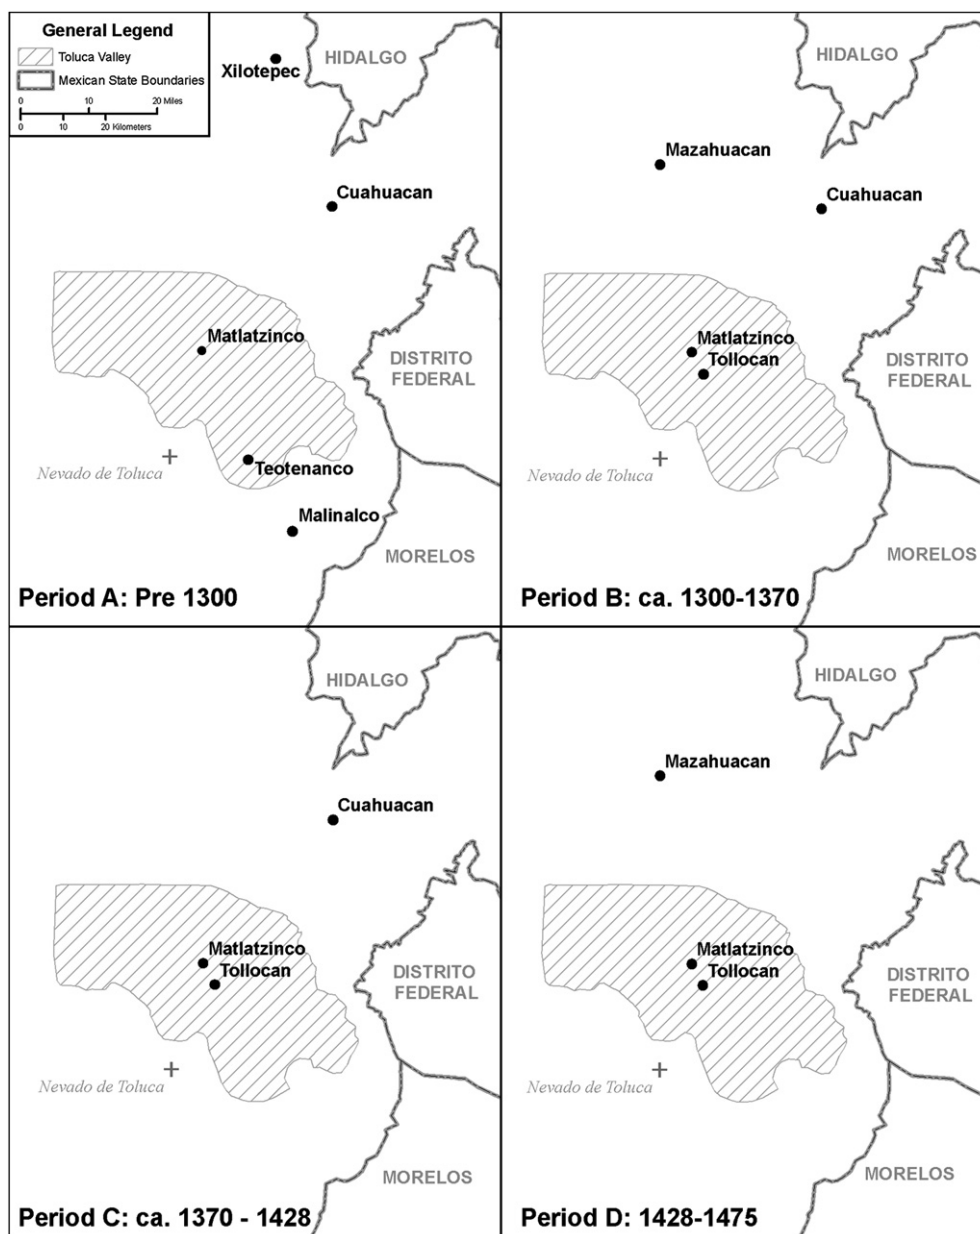 General Legend
Toluca Valley
Mexican State Boundaries
0 10 20 Miles
0 10 20 Kilometers
HIDALGO
Xilotepec
Cuahuacan
Matlatzinco
DISTRITO
FEDERAL
Nevado de Toluca
Teotenanco
Malinalco
MORELOS
Period A: Pre 1300
HIDALGO
Mazahuacan
Cuahuacan
Matlatzinco
Tollocan
DISTRITO
FEDERAL
Nevado de Toluca
MORELOS
Period B: ca. 1300-1370
HIDALGO
Cuahuacan
Matlatzinco
Tollocan
DISTRITO
FEDERAL
Nevado de Toluca
MORELOS
Period C: ca. 1370 - 1428
HIDALGO
Mazahuacan
Matlatzinco
Tollocan
DISTRITO
FEDERAL
Nevado de Toluca
MORELOS
Period D: 1428-1475